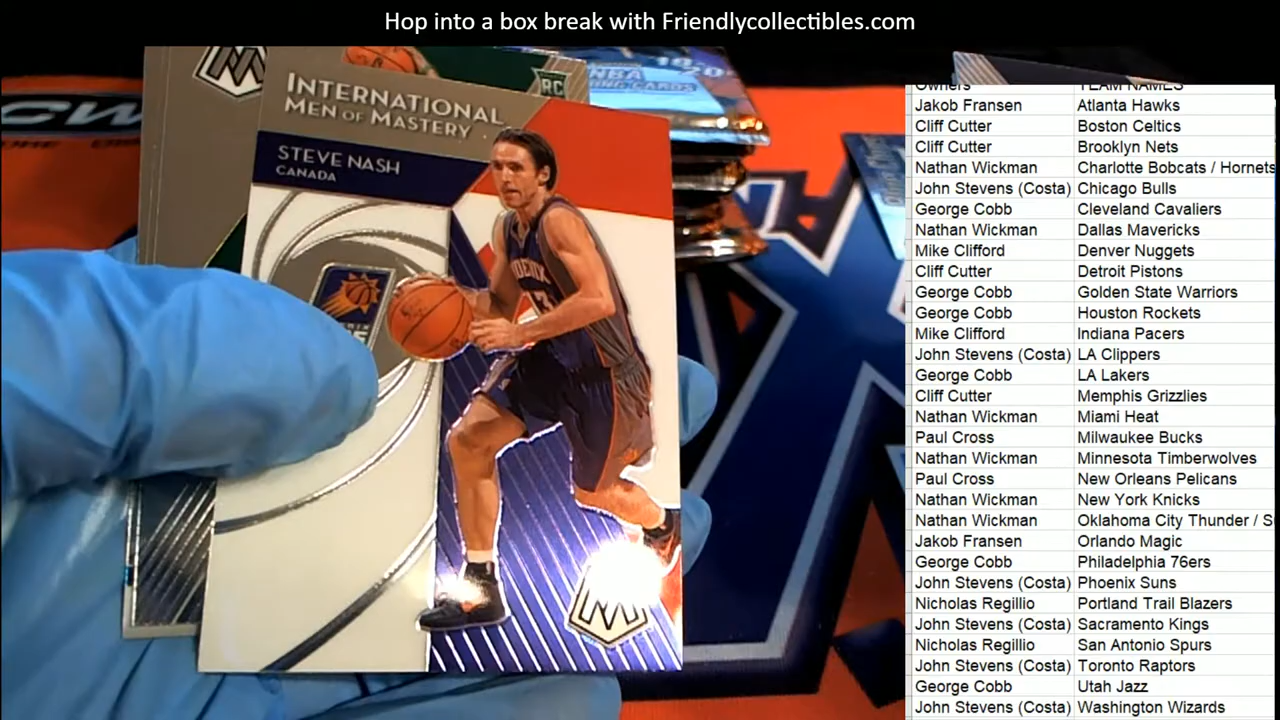 Hop into a box break with Friendlycollectibles.com
INTERNATIONAL
MEN OF MASTERY
STEVE NASH
CANADA
RC
NBA
19-20
CW
Owners TEAM NAMES
Jakob Fransen Atlanta Hawks
Cliff Cutter Boston Celtics
Cliff Cutter Brooklyn Nets
Nathan Wickman Charlotte Bobcats / Hornets
John Stevens (Costa) Chicago Bulls
George Cobb Cleveland Cavaliers
Nathan Wickman Dallas Mavericks
Mike Clifford Denver Nuggets
Cliff Cutter Detroit Pistons
George Cobb Golden State Warriors
George Cobb Houston Rockets
Mike Clifford Indiana Pacers
John Stevens (Costa) LA Clippers
George Cobb LA Lakers
Cliff Cutter Memphis Grizzlies
Nathan Wickman Miami Heat
Paul Cross Milwaukee Bucks
Nathan Wickman Minnesota Timberwolves
Paul Cross New Orleans Pelicans
Nathan Wickman New York Knicks
Nathan Wickman Oklahoma City Thunder / S
Jakob Fransen Orlando Magic
George Cobb Philadelphia 76ers
John Stevens (Costa) Phoenix Suns
Nicholas Regillio Portland Trail Blazers
John Stevens (Costa) Sacramento Kings
Nicholas Regillio San Antonio Spurs
John Stevens (Costa) Toronto Raptors
George Cobb Utah Jazz
John Stevens (Costa) Washington Wizards